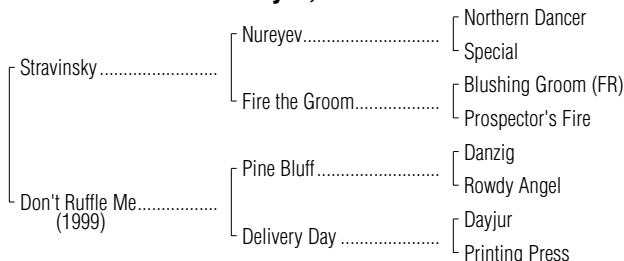 Northern Dancer
Nureyev
Special
Stravinsky
Blushing Groom (FR)
Fire the Groom
Prospector's Fire
Danzig
Pine Bluff
Rowdy Angel
Don't Ruffle Me
(1999)
Dayjur
Delivery Day
Printing Press